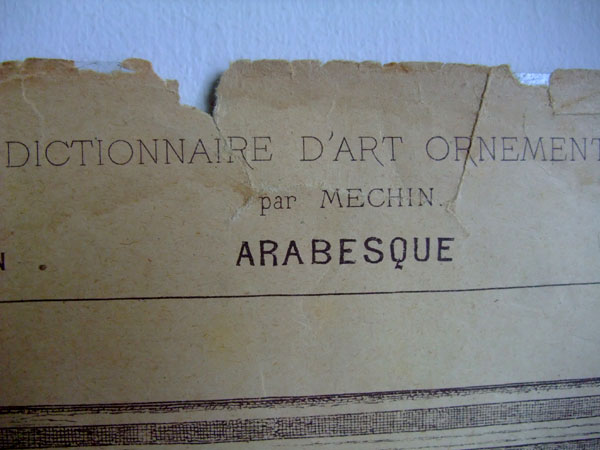 DICTIONNAIRE D'ART ORNEMENT
par MECHIN.
ARABESQUE